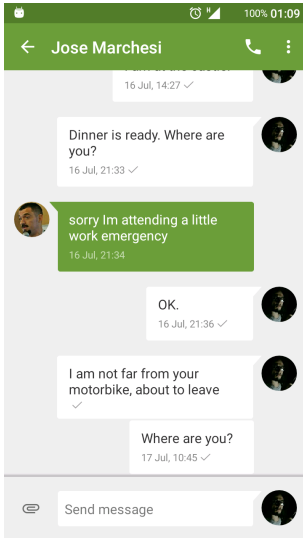 100% 01:09
Jose Marchesi
16 Jul, 14:27
Dinner is ready. Where are
you?
16 Jul, 21:33
sorry Im attending a little
work emergency
16 Jul, 21:34
OK.
16 Jul, 21:36
I am not far from your
motorbike, about to leave
Where are you?
17 Jul, 10:45
Send message